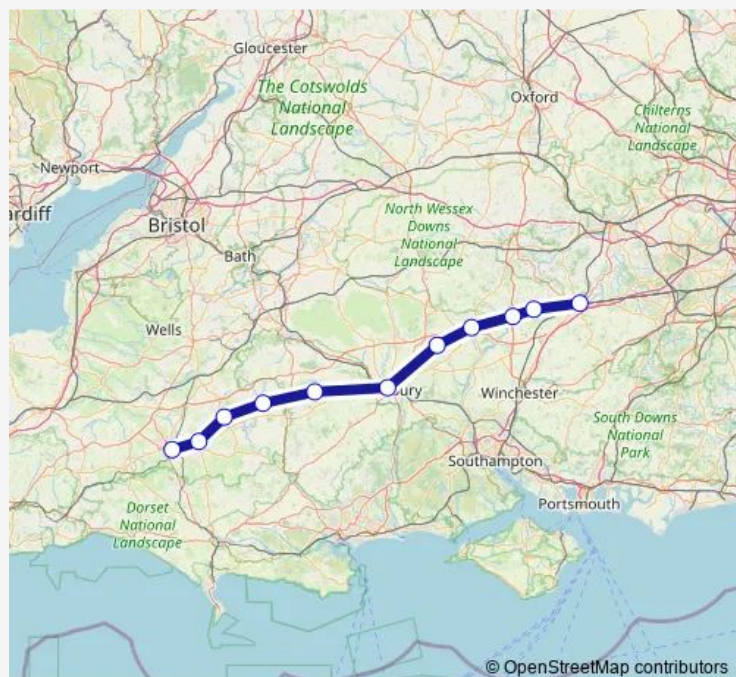 Gloucester
The Cotswolds
National
Landscape
Oxford
Chilterns
National
Landscape
Newport
ardiff
Bristol
North Wessex
Downs
National
Landscape
Bath
Wells
bury
Winchester
South Downs
National
Park
Southampton
Portsmouth
Dorset
National
Landscape
© OpenStreetMap contributors